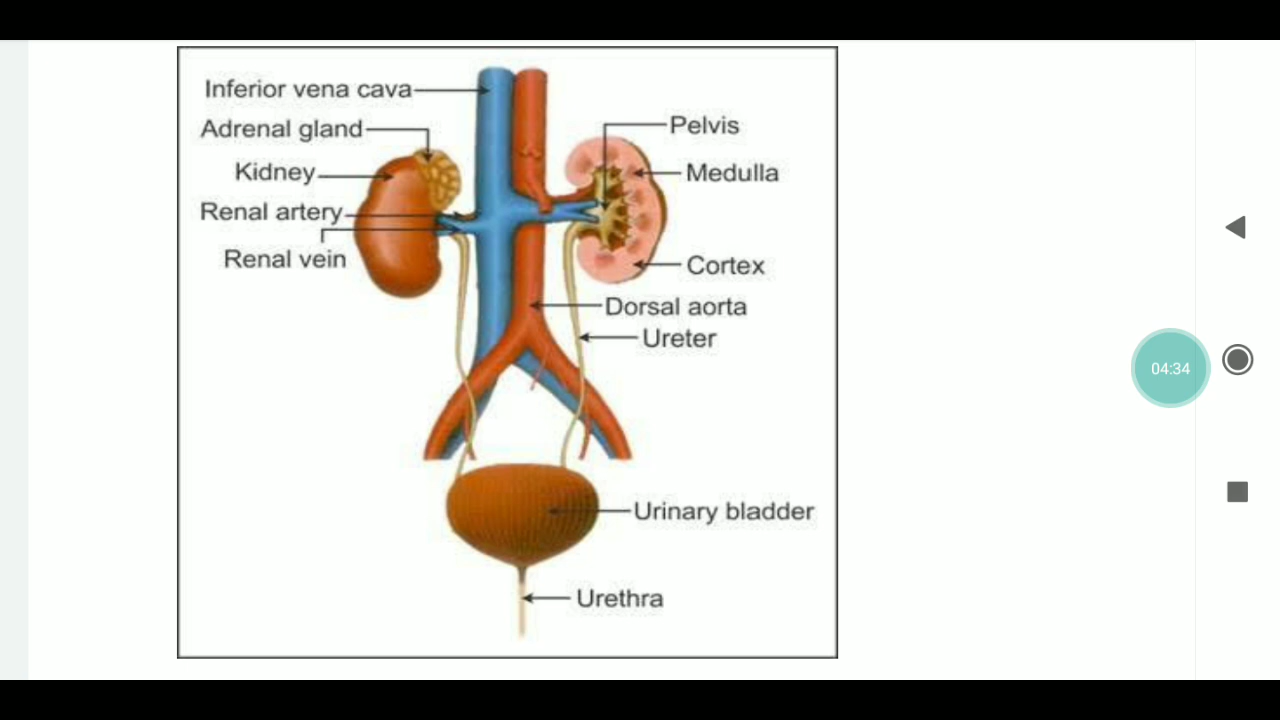 Inferior vena cava
Adrenal gland
Kidney
Renal artery
Renal vein
Pelvis
Medulla
Cortex
Dorsal aorta
Ureter
Urinary bladder
Urethra
04:34